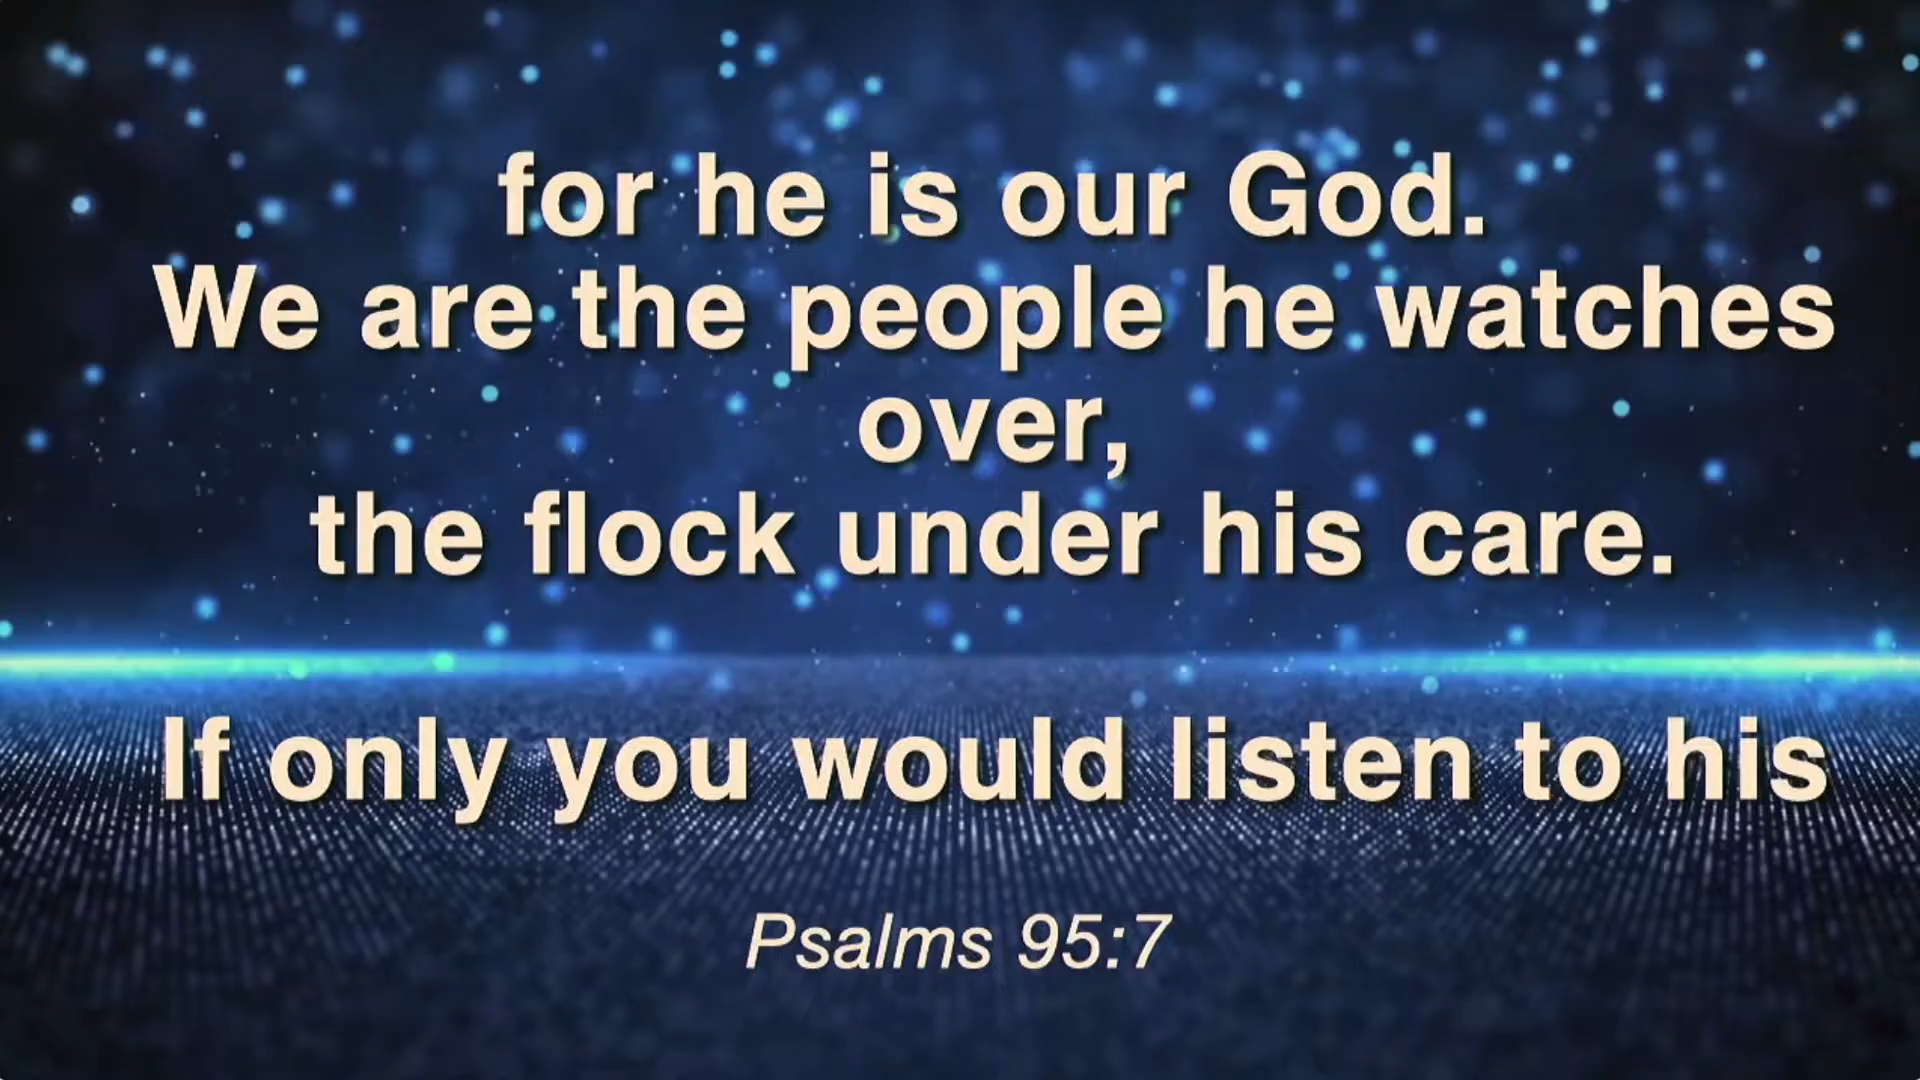 for he is our God.
We are the people he watches
over,
the flock under his care.
If only you would listen to his
Psalms 95:7